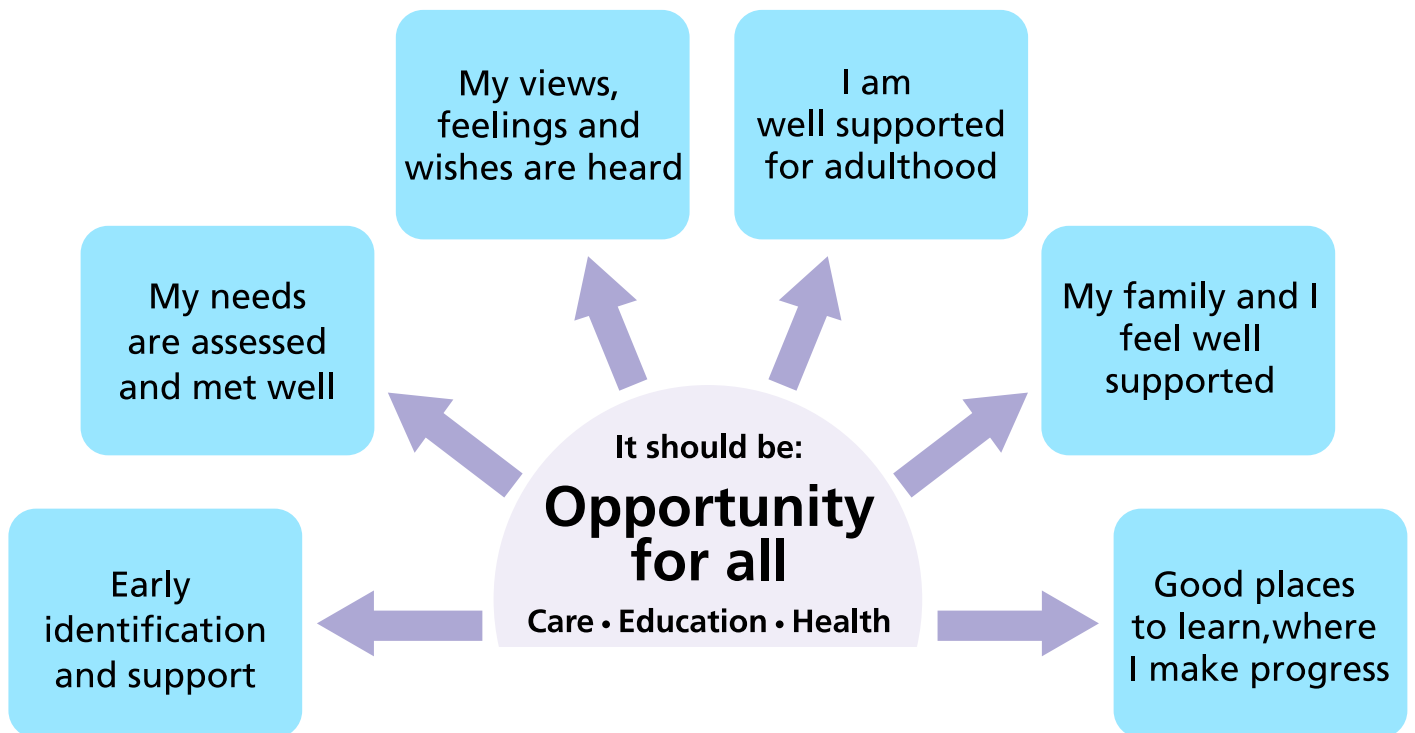 My views,
feelings and
wishes are heard
I am
well supported
for adulthood
My needs
are assessed
and met well
My family and I
feel well
supported
It should be:
Opportunity
for all
Care • Education • Health
Early
identification
and support
Good places
to learn,where
I make progress